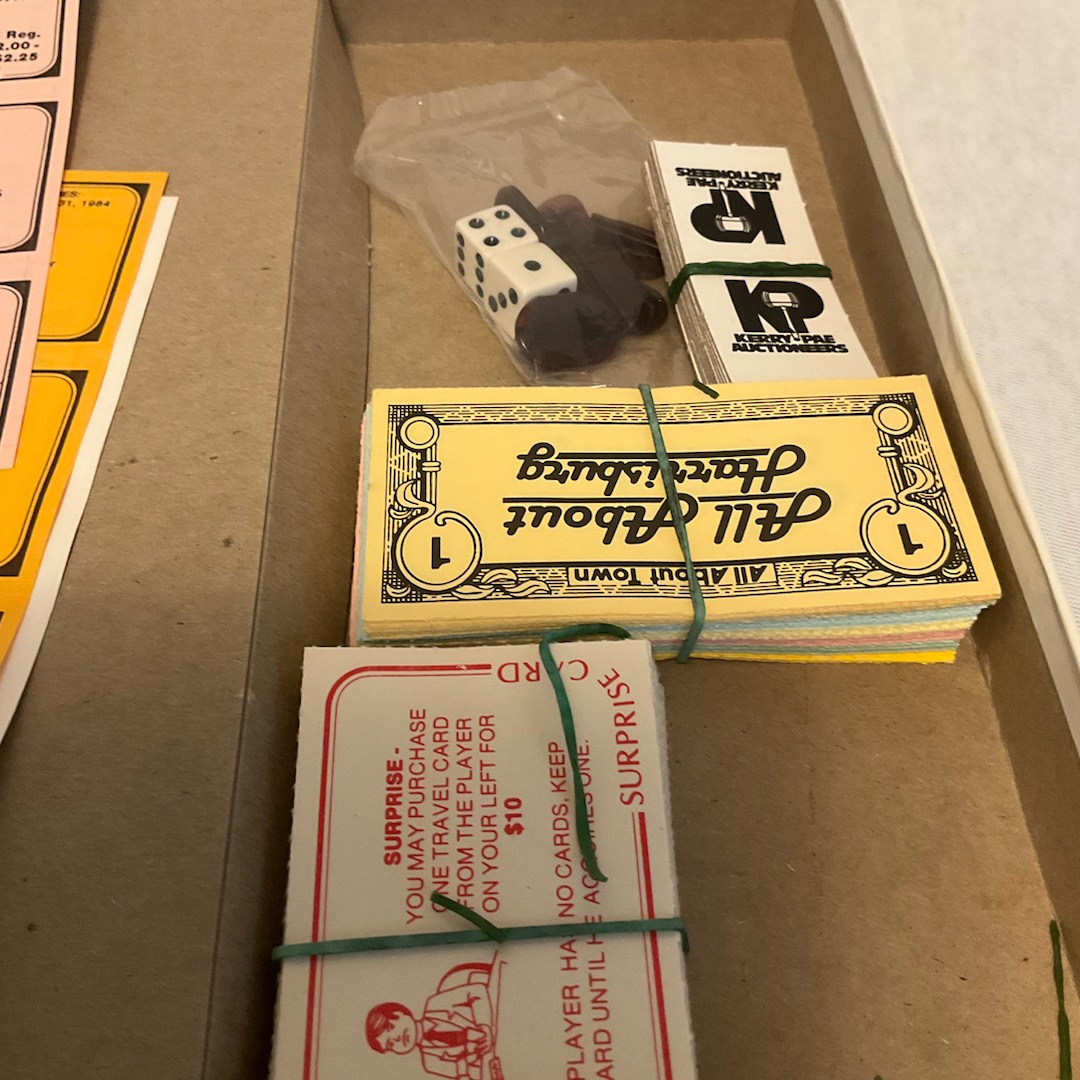 Reg.
2.00 -
$2.25
31, 1984
KERRY-PAE
AUCTIONEERS
KP
KP
KERRY-PAE
AUCTIONEERS
All About
Harrisburg
1
1
All About Town
SURPRISE CARD
SURPRISE -
YOU MAY PURCHASE
ONE TRAVEL CARD
FROM THE PLAYER
ON YOUR LEFT FOR
$10
PLAYER HAS NO CARDS, KEEP
CARD UNTIL HE ACQUIRES ONE.